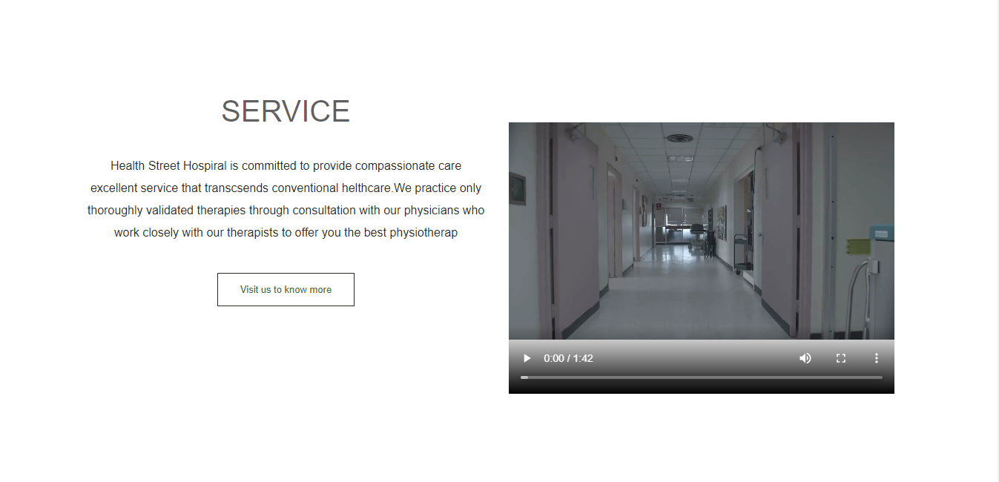 SERVICE
Health Street Hospiral is committed to provide compassionate care
excellent service that transcsends conventional helthcare.We practice only
thoroughly validated therapies through consultation with our physicians who
work closely with our therapists to offer you the best physiotherap
Visit us to know more
0:00 / 1:42